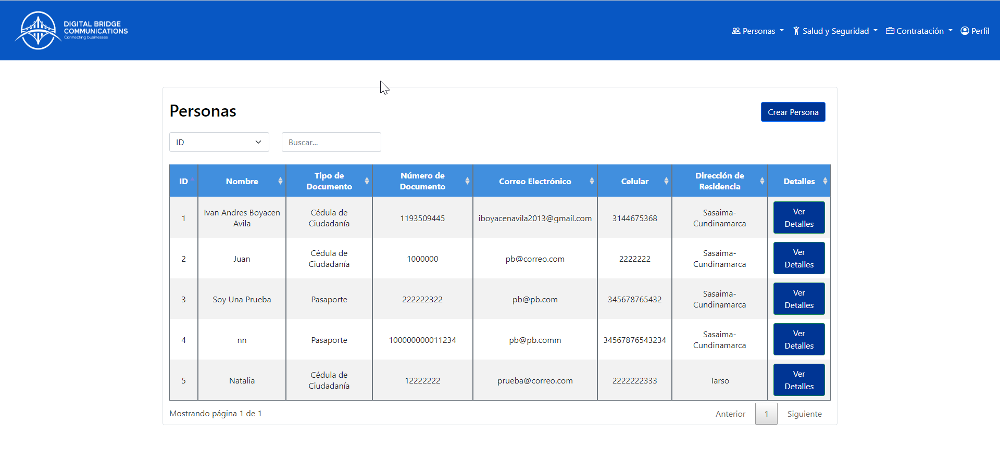 DIGITAL BRIDGE
COMMUNICATIONS
Connecting businesses
Personas
Salud y Seguridad
Contratación
Perfil
Personas
Crear Persona
ID
Buscar...
ID
Nombre
Tipo de
Documento
Número de
Documento
Correo Electrónico
Celular
Dirección de
Residencia
Detalles
1
Ivan Andres Boyacen
Avila
Cédula de
Ciudadanía
1193509445
iboyacenavila2013@gmail.com
3144675368
Sasaima-
Cundinamarca
Ver
Detalles
2
Juan
Cédula de
Ciudadanía
1000000
pb@correo.com
2222222
Sasaima-
Cundinamarca
Ver
Detalles
3
Soy Una Prueba
Pasaporte
222222322
pb@pb.com
345678765432
Sasaima-
Cundinamarca
Ver
Detalles
4
nn
Pasaporte
100000000011234
pb@pb.comm
34567876543234
Sasaima-
Cundinamarca
Ver
Detalles
5
Natalia
Cédula de
Ciudadanía
12222222
prueba@correo.com
2222222333
Tarso
Ver
Detalles
Mostrando página 1 de 1
Anterior
1
Siguiente